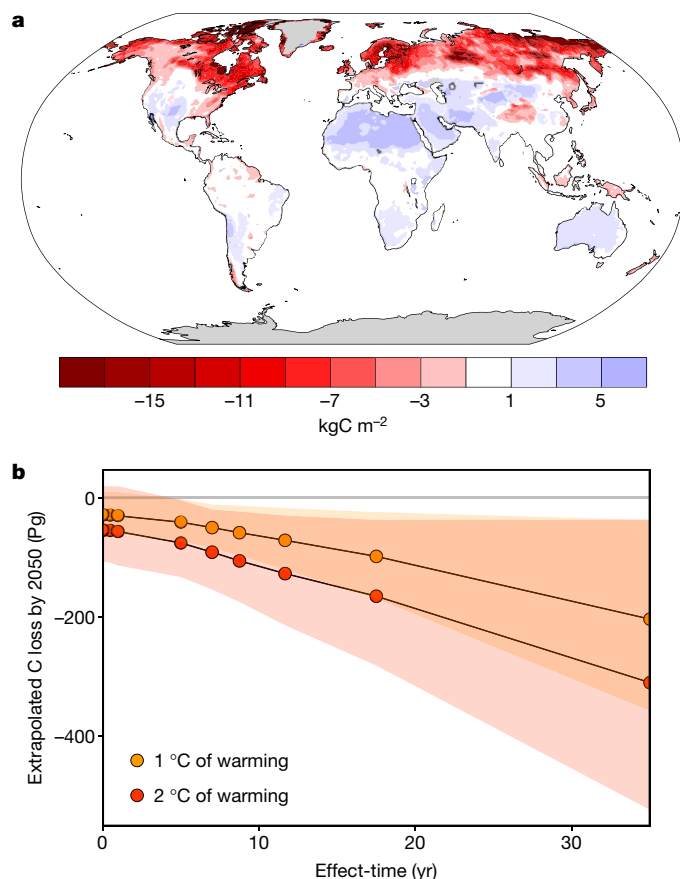 a
−15 −11 −7 −3 1 5
kgC m⁻²
b
Extrapolated C loss by 2050 (Pg)
0
−200
−400
1 °C of warming
2 °C of warming
0 10 20 30
Effect-time (yr)